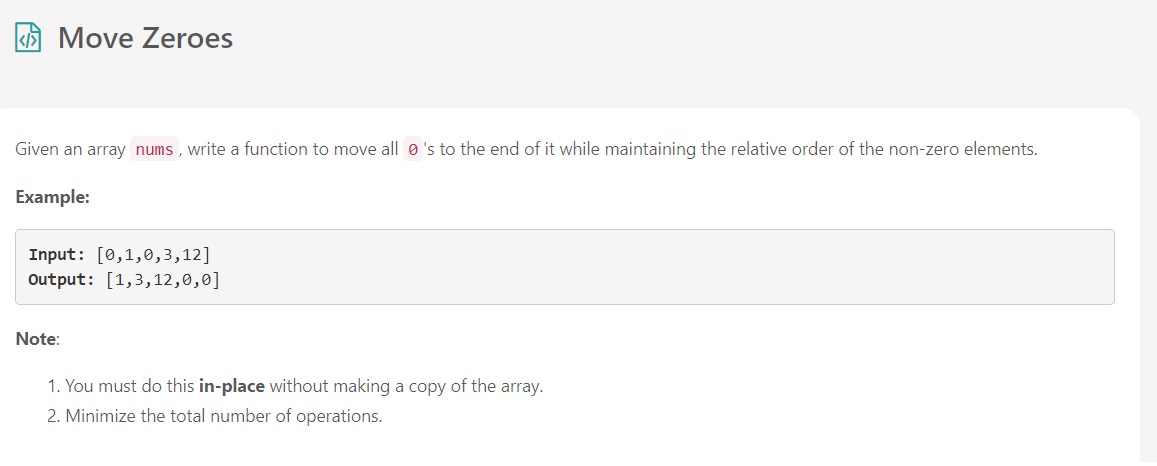 Move Zeroes
Given an array nums, write a function to move all 0's to the end of it while maintaining the relative order of the non-zero elements.
Example:
Input: [0,1,0,3,12]
Output: [1,3,12,0,0]
Note:
1. You must do this in-place without making a copy of the array.
2. Minimize the total number of operations.